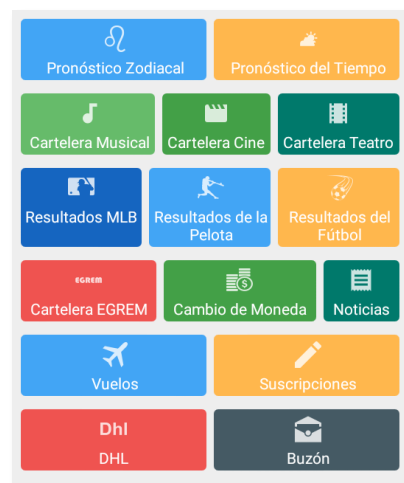 Pronóstico Zodiacal
Pronóstico del Tiempo
Cartelera Musical
Cartelera Cine
Cartelera Teatro
Resultados MLB
Resultados de la
Pelota
Resultados del
Fútbol
EGREM
Cartelera EGREM
Cambio de Moneda
Noticias
Vuelos
Suscripciones
Dhl
DHL
Buzón